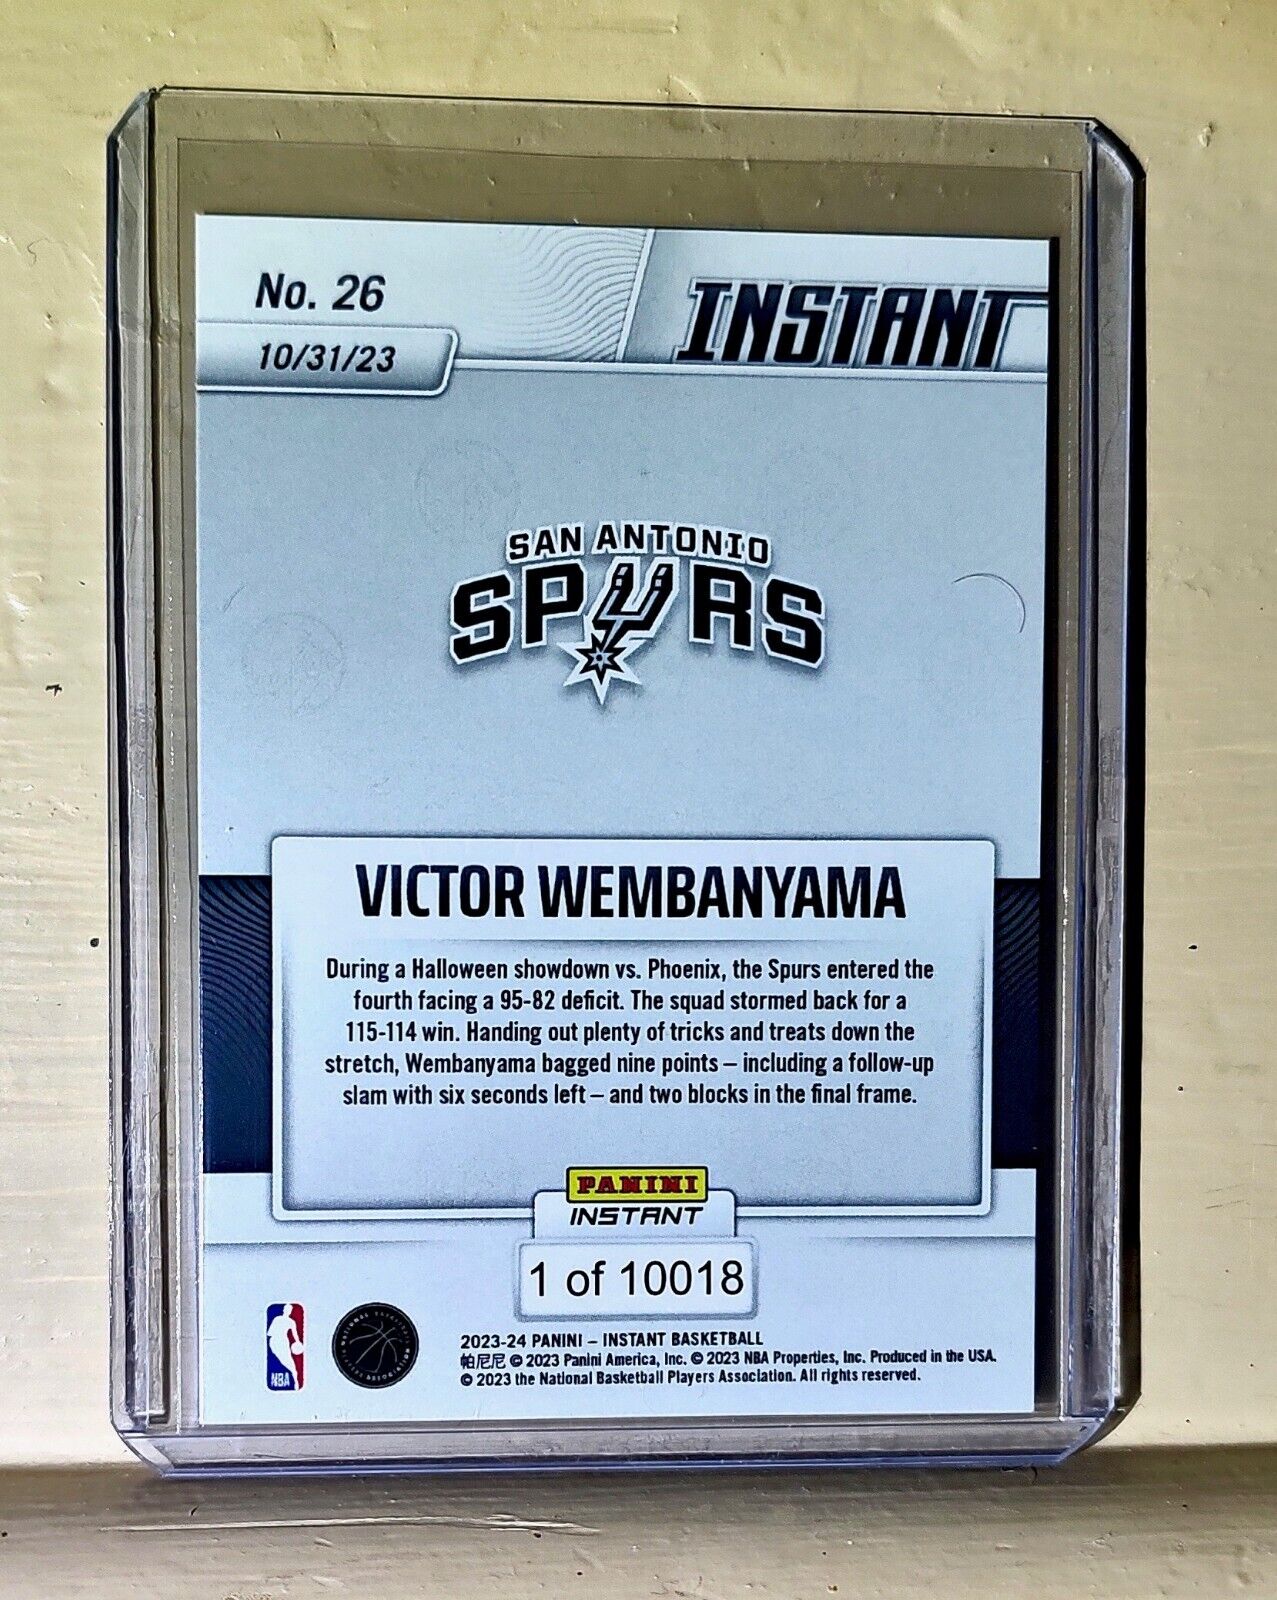 No. 26
INSTANT
10/31/23
SAN ANTONIO
SPURS
VICTOR WEMBANYAMA
During a Halloween showdown vs. Phoenix, the Spurs entered the
fourth facing a 95-82 deficit. The squad stormed back for a
115-114 win. Handing out plenty of tricks and treats down the
stretch, Wembanyama bagged nine points – including a follow-up
slam with six seconds left – and two blocks in the final frame.
PANINI
INSTANT
1 of 10018
NBA
2023-24 PANINI – INSTANT BASKETBALL
帕尼尼 © 2023 Panini America, Inc. © 2023 NBA Properties, Inc. Produced in the USA.
© 2023 the National Basketball Players Association. All rights reserved.